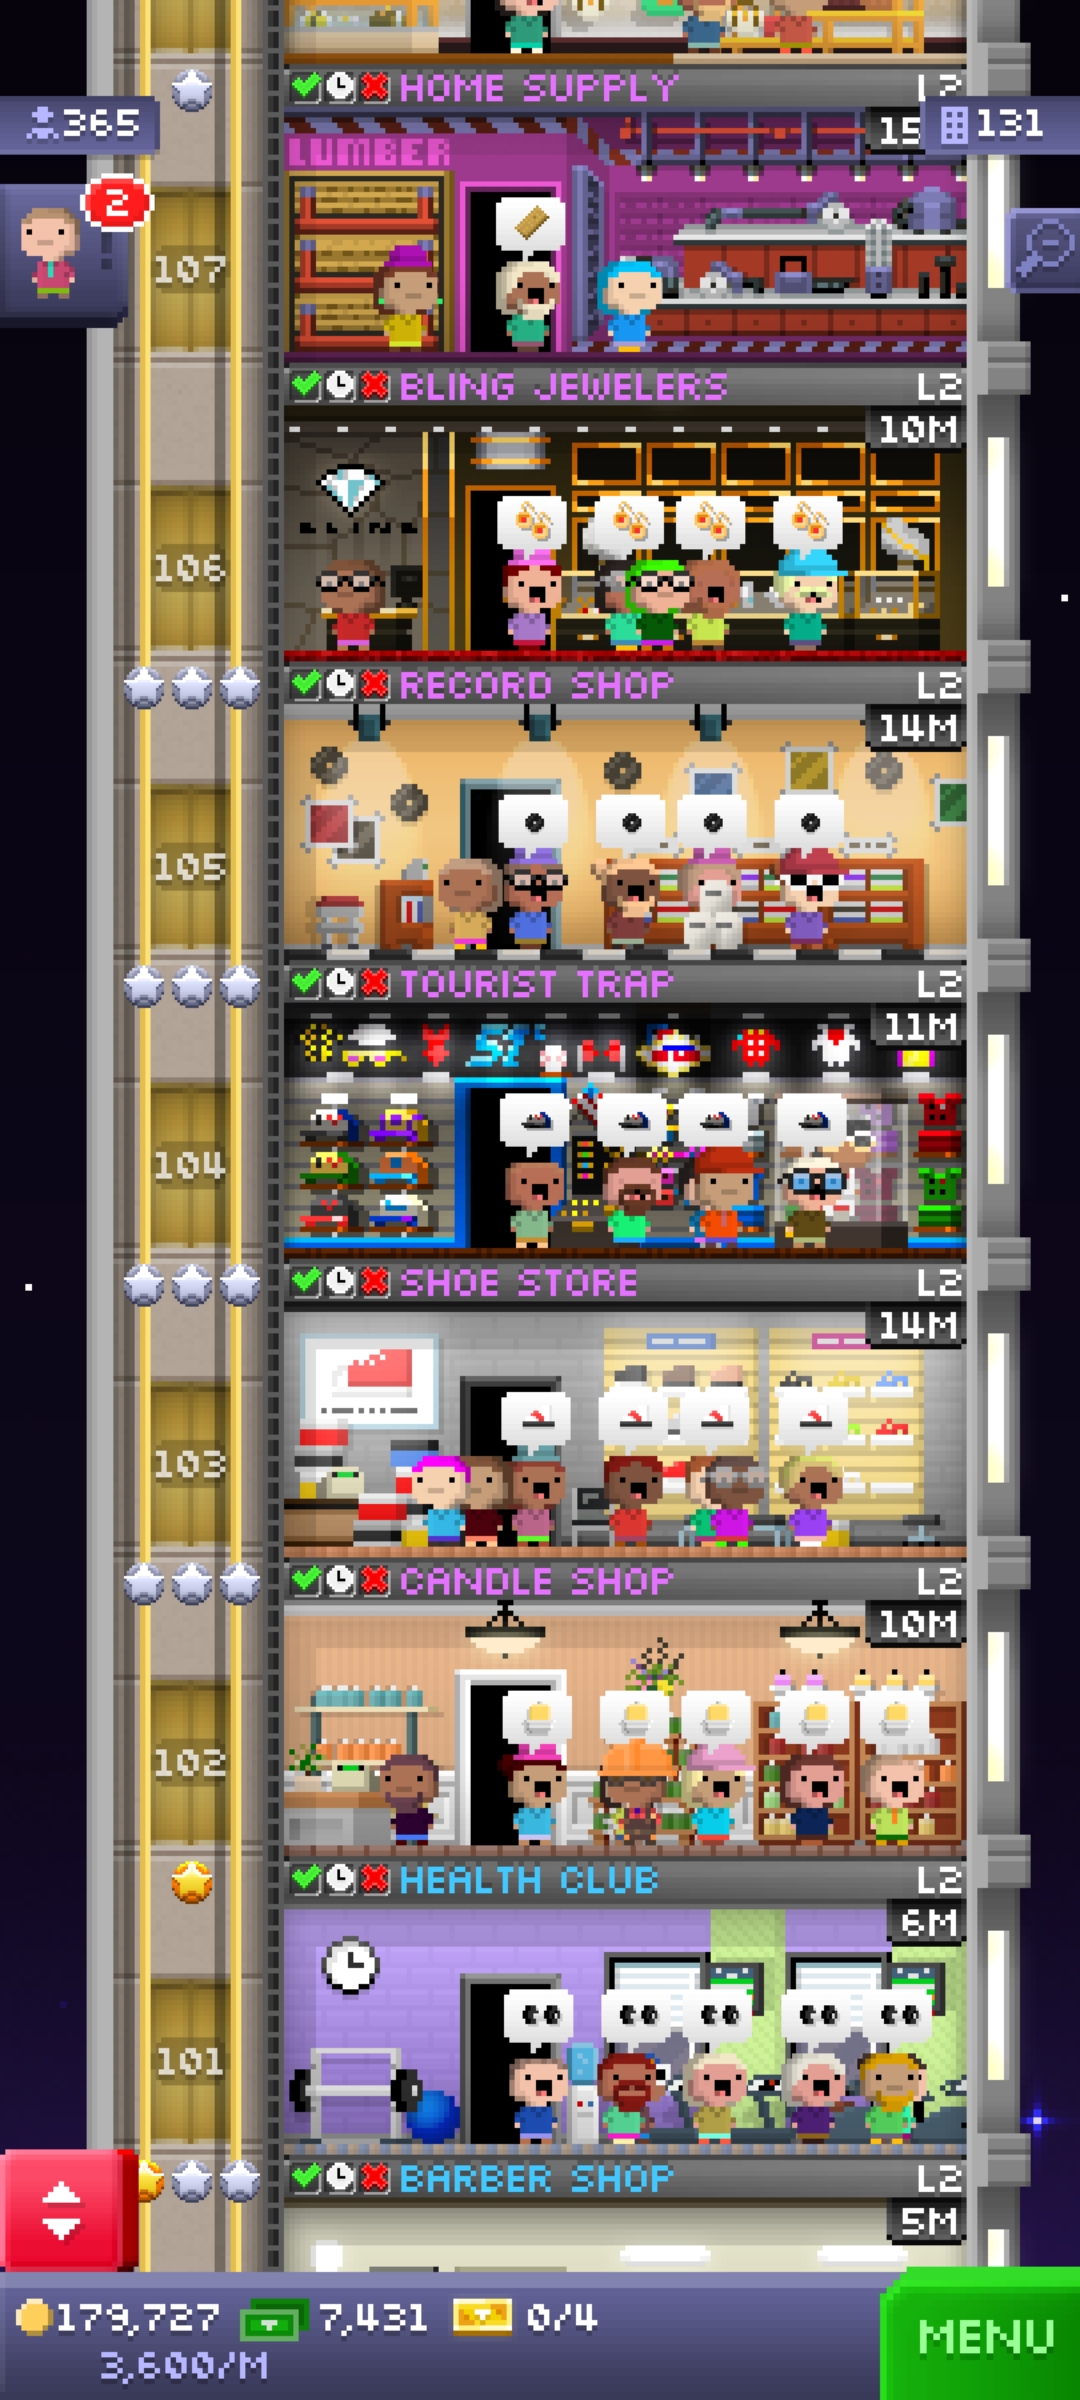 HOME SUPPLY L2
365
15
131
LUMBER
2
107
BLING JEWELERS L2
10M
BLING
106
RECORD SHOP L2
14M
105
TOURIST TRAP L2
11M
104
SHOE STORE L2
14M
103
CANDLE SHOP L2
10M
102
HEALTH CLUB L2
6M
101
BARBER SHOP L2
5M
179,727 7,431 0/4
3,600/M
MENU